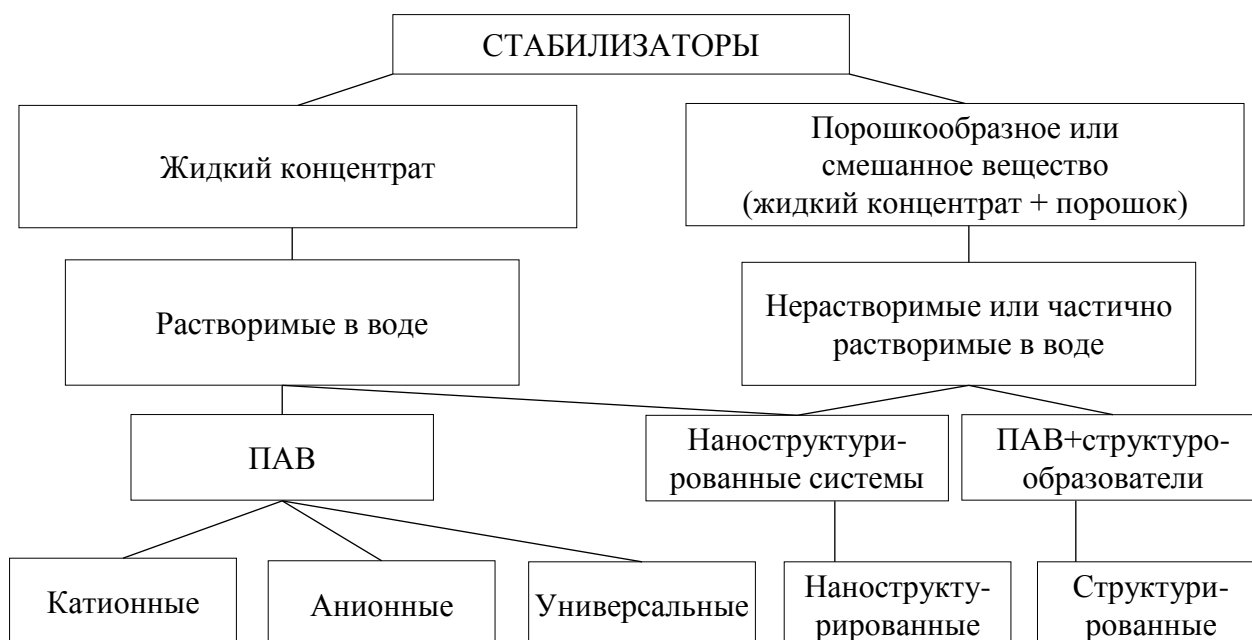 СТАБИЛИЗАТОРЫ
Жидкий концентрат
Порошкообразное или
смешанное вещество
(жидкий концентрат + порошок)
Растворимые в воде
Нерастворимые или частично
растворимые в воде
ПАВ
Наноструктури-
рованные системы
ПАВ+структуро-
образователи
Катионные
Анионные
Универсальные
Нанострукту-
рированные
Структури-
рованные